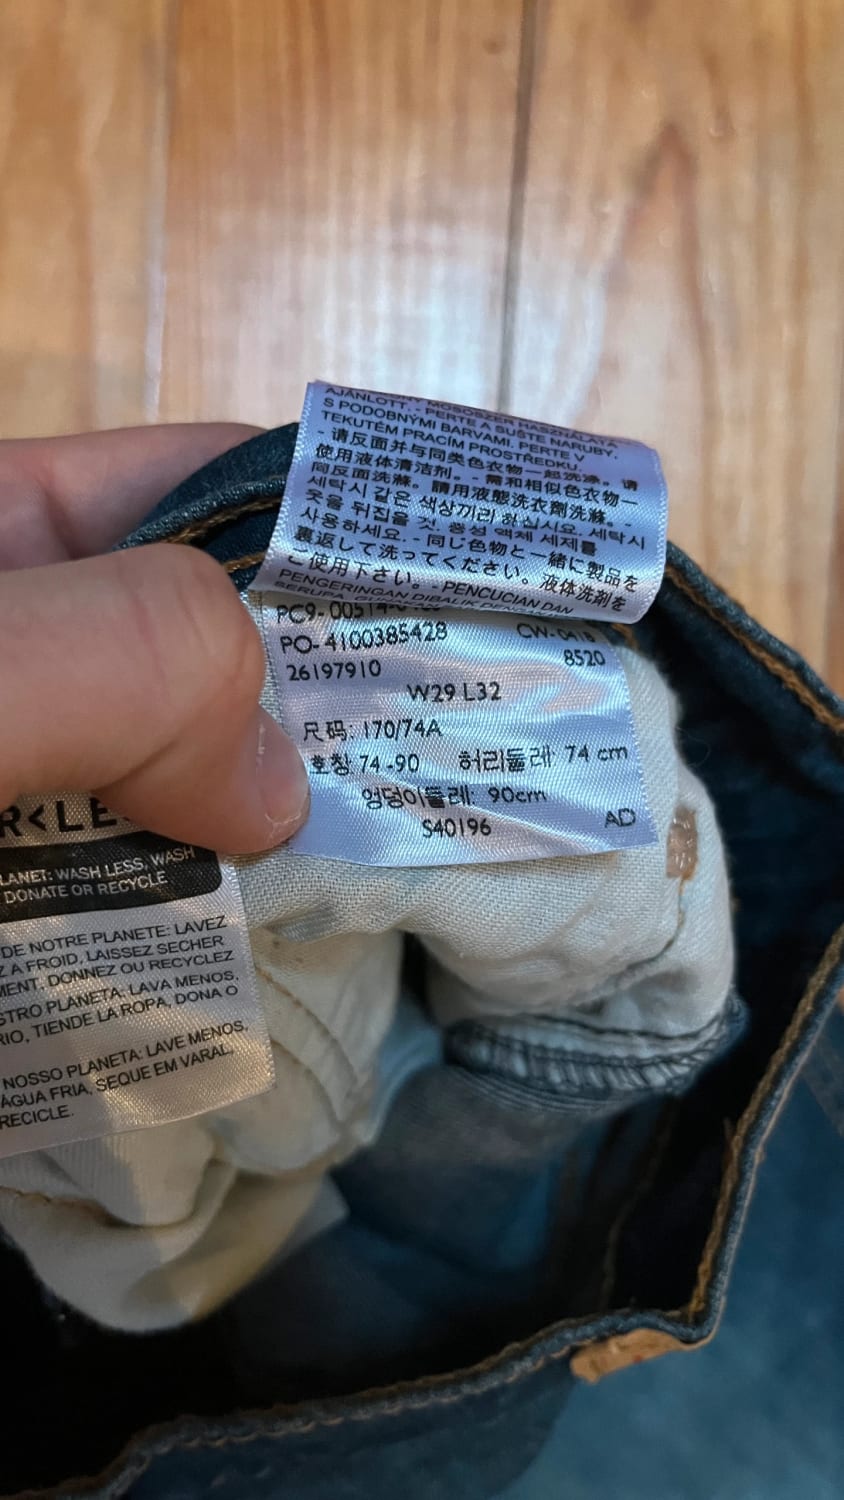 AJÁNLOTT. - PERTE A SUŠTE NARUBY,
S PODOBNÝMI BARVAMI. PERTE V
TEKUTÉM PRACÍM PROSTŘEDKU.
- 请反面并与同类色衣物一起洗涤。请
使用液体清洁剂。- 需和相似色衣物一
同反面洗滌。請用液態洗衣劑洗滌。-
세탁시 같은 색상끼리 하십시요. 세탁시
옷을 뒤집을 것. 중성 액체 세제를
사용하세요. - 同じ色物と一緒に製品を
裏返して洗ってください。液体洗剤を
ご使用下さい。- PENCUCIAN DAN
PENGERINGAN DIBALIK DENGAN
PC9- 00514-
PO- 4100385428 CW-0418
26197910 8520
W29 L32
尺码: 170/74A
호칭 74 -90 허리둘레 74 cm
엉덩이둘레: 90cm
S40196 AD
PLANET: WASH LESS, WASH
DONATE OR RECYCLE
DE NOTRE PLANETE: LAVEZ
Z A FROID, LAISSEZ SECHER
MENT, DONNEZ OU RECYCLEZ
STRO PLANETA: LAVA MENOS,
RIO, TIENDE LA ROPA, DONA O
NOSSO PLANETA: LAVE MENOS,
ÁGUA FRIA, SEQUE EM VARAL,
RECICLE.